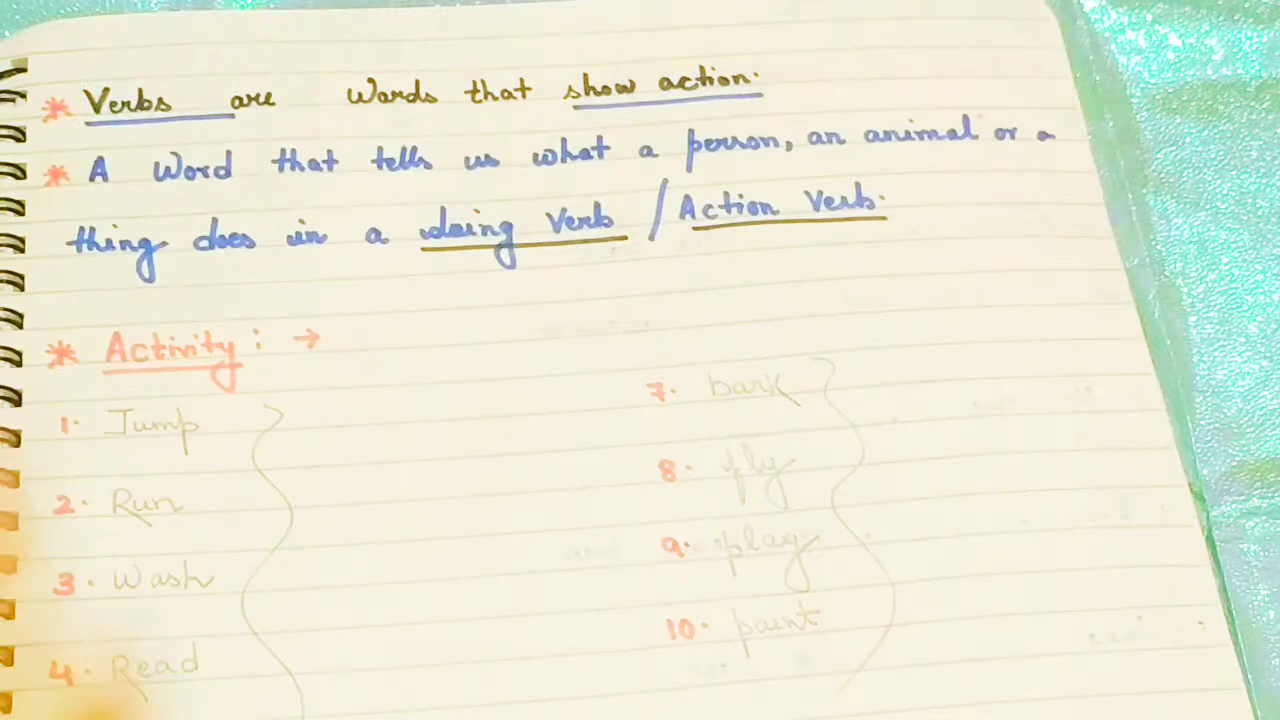 * Verbs are Words that show action.
* A Word that tells us what a person, an animal or a
thing does in a doing Verb / Action Verb.
* Activity : →
1. Jump
2. Run
3. Wash
4. Read
7. bark
8. fly
9. play
10. paint